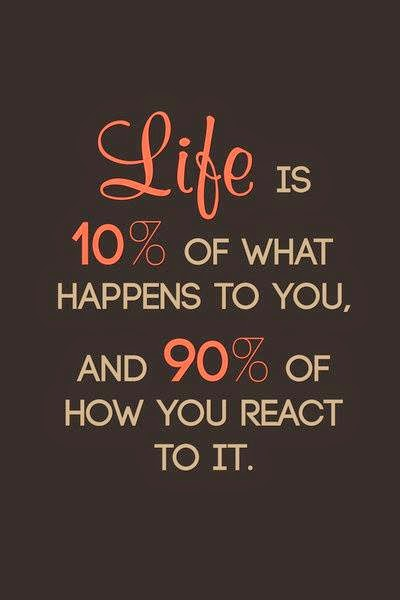 Life IS
10% OF WHAT
HAPPENS TO YOU,
AND 90% OF
HOW YOU REACT
TO IT.